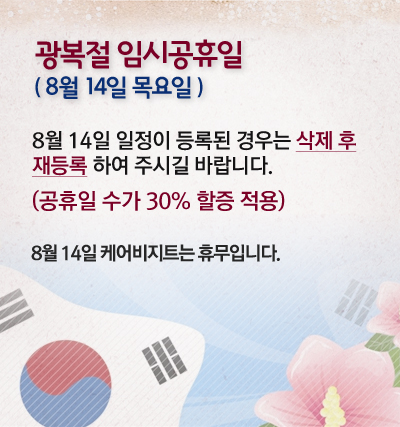 광복절 임시공휴일
( 8월 14일 목요일 )
8월 14일 일정이 등록된 경우는 삭제 후
재등록 하여 주시길 바랍니다.
(공휴일 수가 30% 할증 적용)
8월 14일 케어비지트는 휴무입니다.